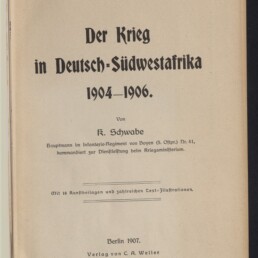 Der Krieg
in Deutsch-Südwestafrika
1904—1906.
Von
K. Schwabe
Hauptmann im Infanterie-Regiment von Boyen (5. Ostpr.) Nr. 41,
kommandiert zur Dienstleistung beim Kriegsministerium.
Mit Kunstbeilagen und zahlreichen Text-Illustrationen.
Berlin 1907.
Verlag von C. A. Weller